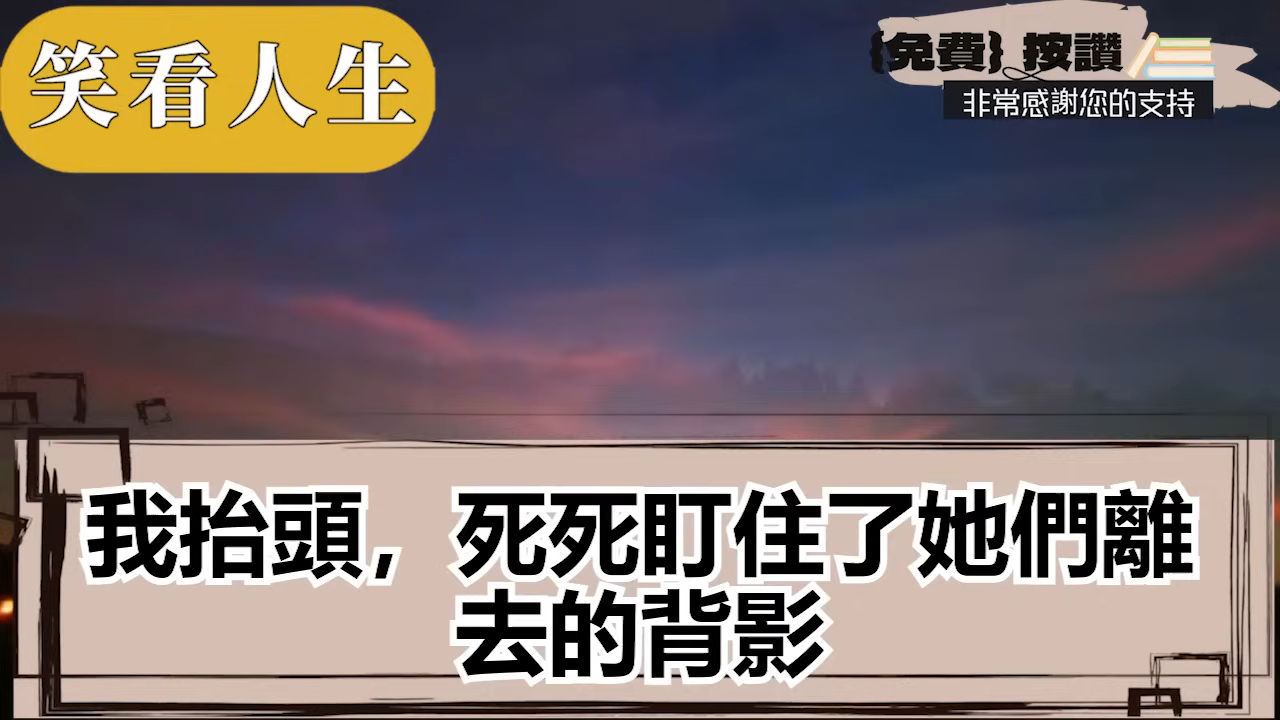 笑看人生
{免費} 按讚
非常感謝您的支持
我抬頭，死死盯住了她們離
去的背影